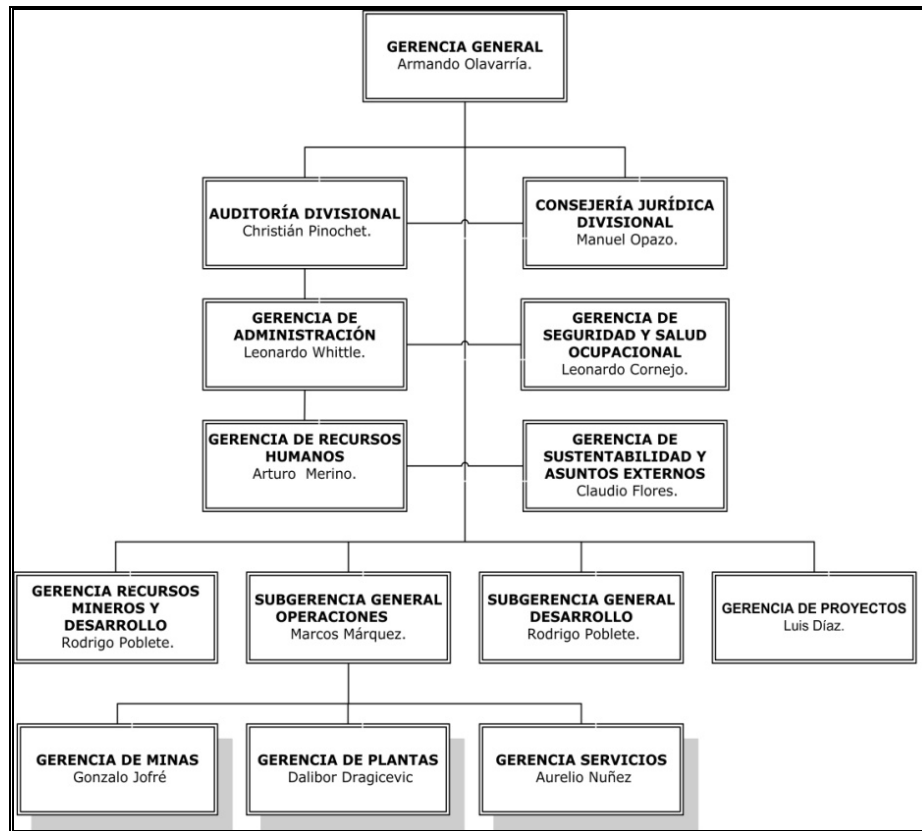 GERENCIA GENERAL
Armando Olavarría.
AUDITORÍA DIVISIONAL
Christián Pinochet.
CONSEJERÍA JURÍDICA
DIVISIONAL
Manuel Opazo.
GERENCIA DE
ADMINISTRACIÓN
Leonardo Whittle.
GERENCIA DE
SEGURIDAD Y SALUD
OCUPACIONAL
Leonardo Cornejo.
GERENCIA DE RECURSOS
HUMANOS
Arturo Merino.
GERENCIA DE
SUSTENTABILIDAD Y
ASUNTOS EXTERNOS
Claudio Flores.
GERENCIA RECURSOS
MINEROS Y
DESARROLLO
Rodrigo Poblete.
SUBGERENCIA GENERAL
OPERACIONES
Marcos Márquez.
SUBGERENCIA GENERAL
DESARROLLO
Rodrigo Poblete.
GERENCIA DE PROYECTOS
Luis Díaz.
GERENCIA DE MINAS
Gonzalo Jofré
GERENCIA DE PLANTAS
Dalibor Dragicevic
GERENCIA SERVICIOS
Aurelio Nuñez